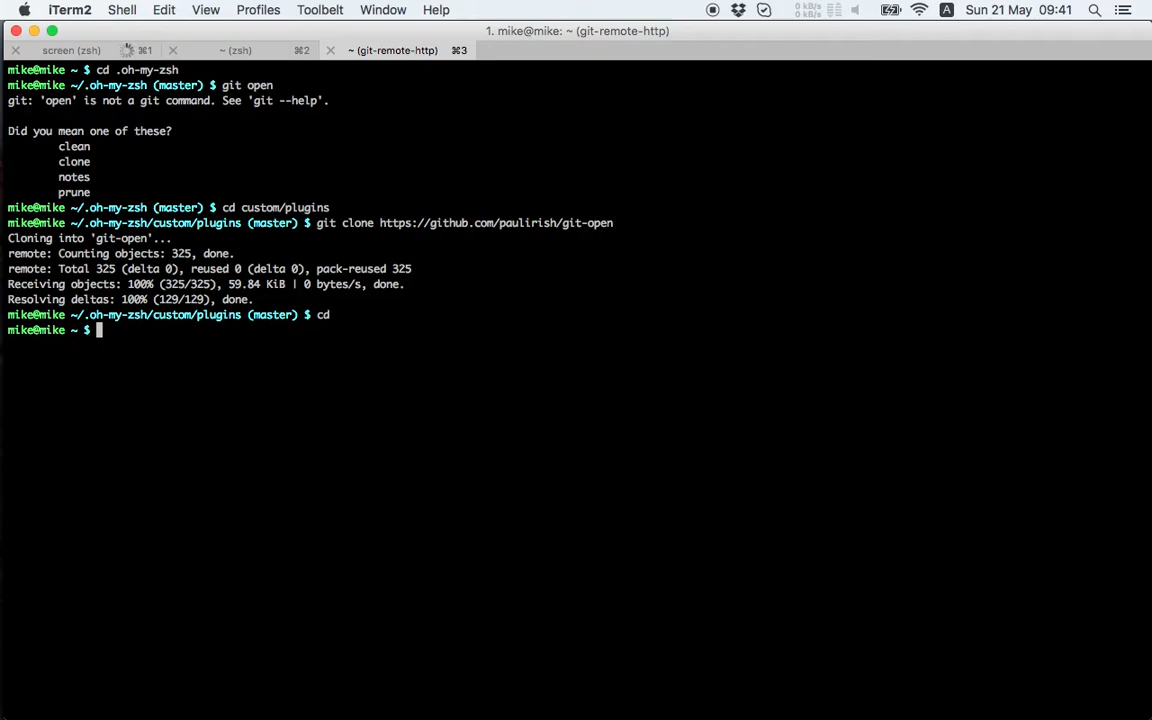 iTerm2 Shell Edit View Profiles Toolbelt Window Help 0 kB/s 0 kB/s A Sun 21 May 09:41
1. mike@mike: ~ (git-remote-http)
screen (zsh) ⌘1 ~ (zsh) ⌘2 ~ (git-remote-http) ⌘3
mike@mike ~ $ cd .oh-my-zsh
mike@mike ~/.oh-my-zsh (master) $ git open
git: 'open' is not a git command. See 'git --help'.
Did you mean one of these?
clean
clone
notes
prune
mike@mike ~/.oh-my-zsh (master) $ cd custom/plugins
mike@mike ~/.oh-my-zsh/custom/plugins (master) $ git clone https://github.com/paulirish/git-open
Cloning into 'git-open'...
remote: Counting objects: 325, done.
remote: Total 325 (delta 0), reused 0 (delta 0), pack-reused 325
Receiving objects: 100% (325/325), 59.84 KiB | 0 bytes/s, done.
Resolving deltas: 100% (129/129), done.
mike@mike ~/.oh-my-zsh/custom/plugins (master) $ cd
mike@mike ~ $